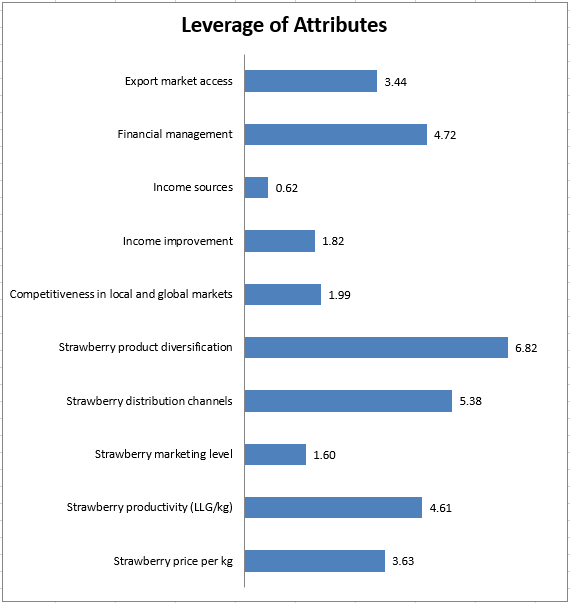 Leverage of Attributes
Export market access 3.44
Financial management 4.72
Income sources 0.62
Income improvement 1.82
Competitiveness in local and global markets 1.99
Strawberry product diversification 6.82
Strawberry distribution channels 5.38
Strawberry marketing level 1.60
Strawberry productivity (LLG/kg) 4.61
Strawberry price per kg 3.63